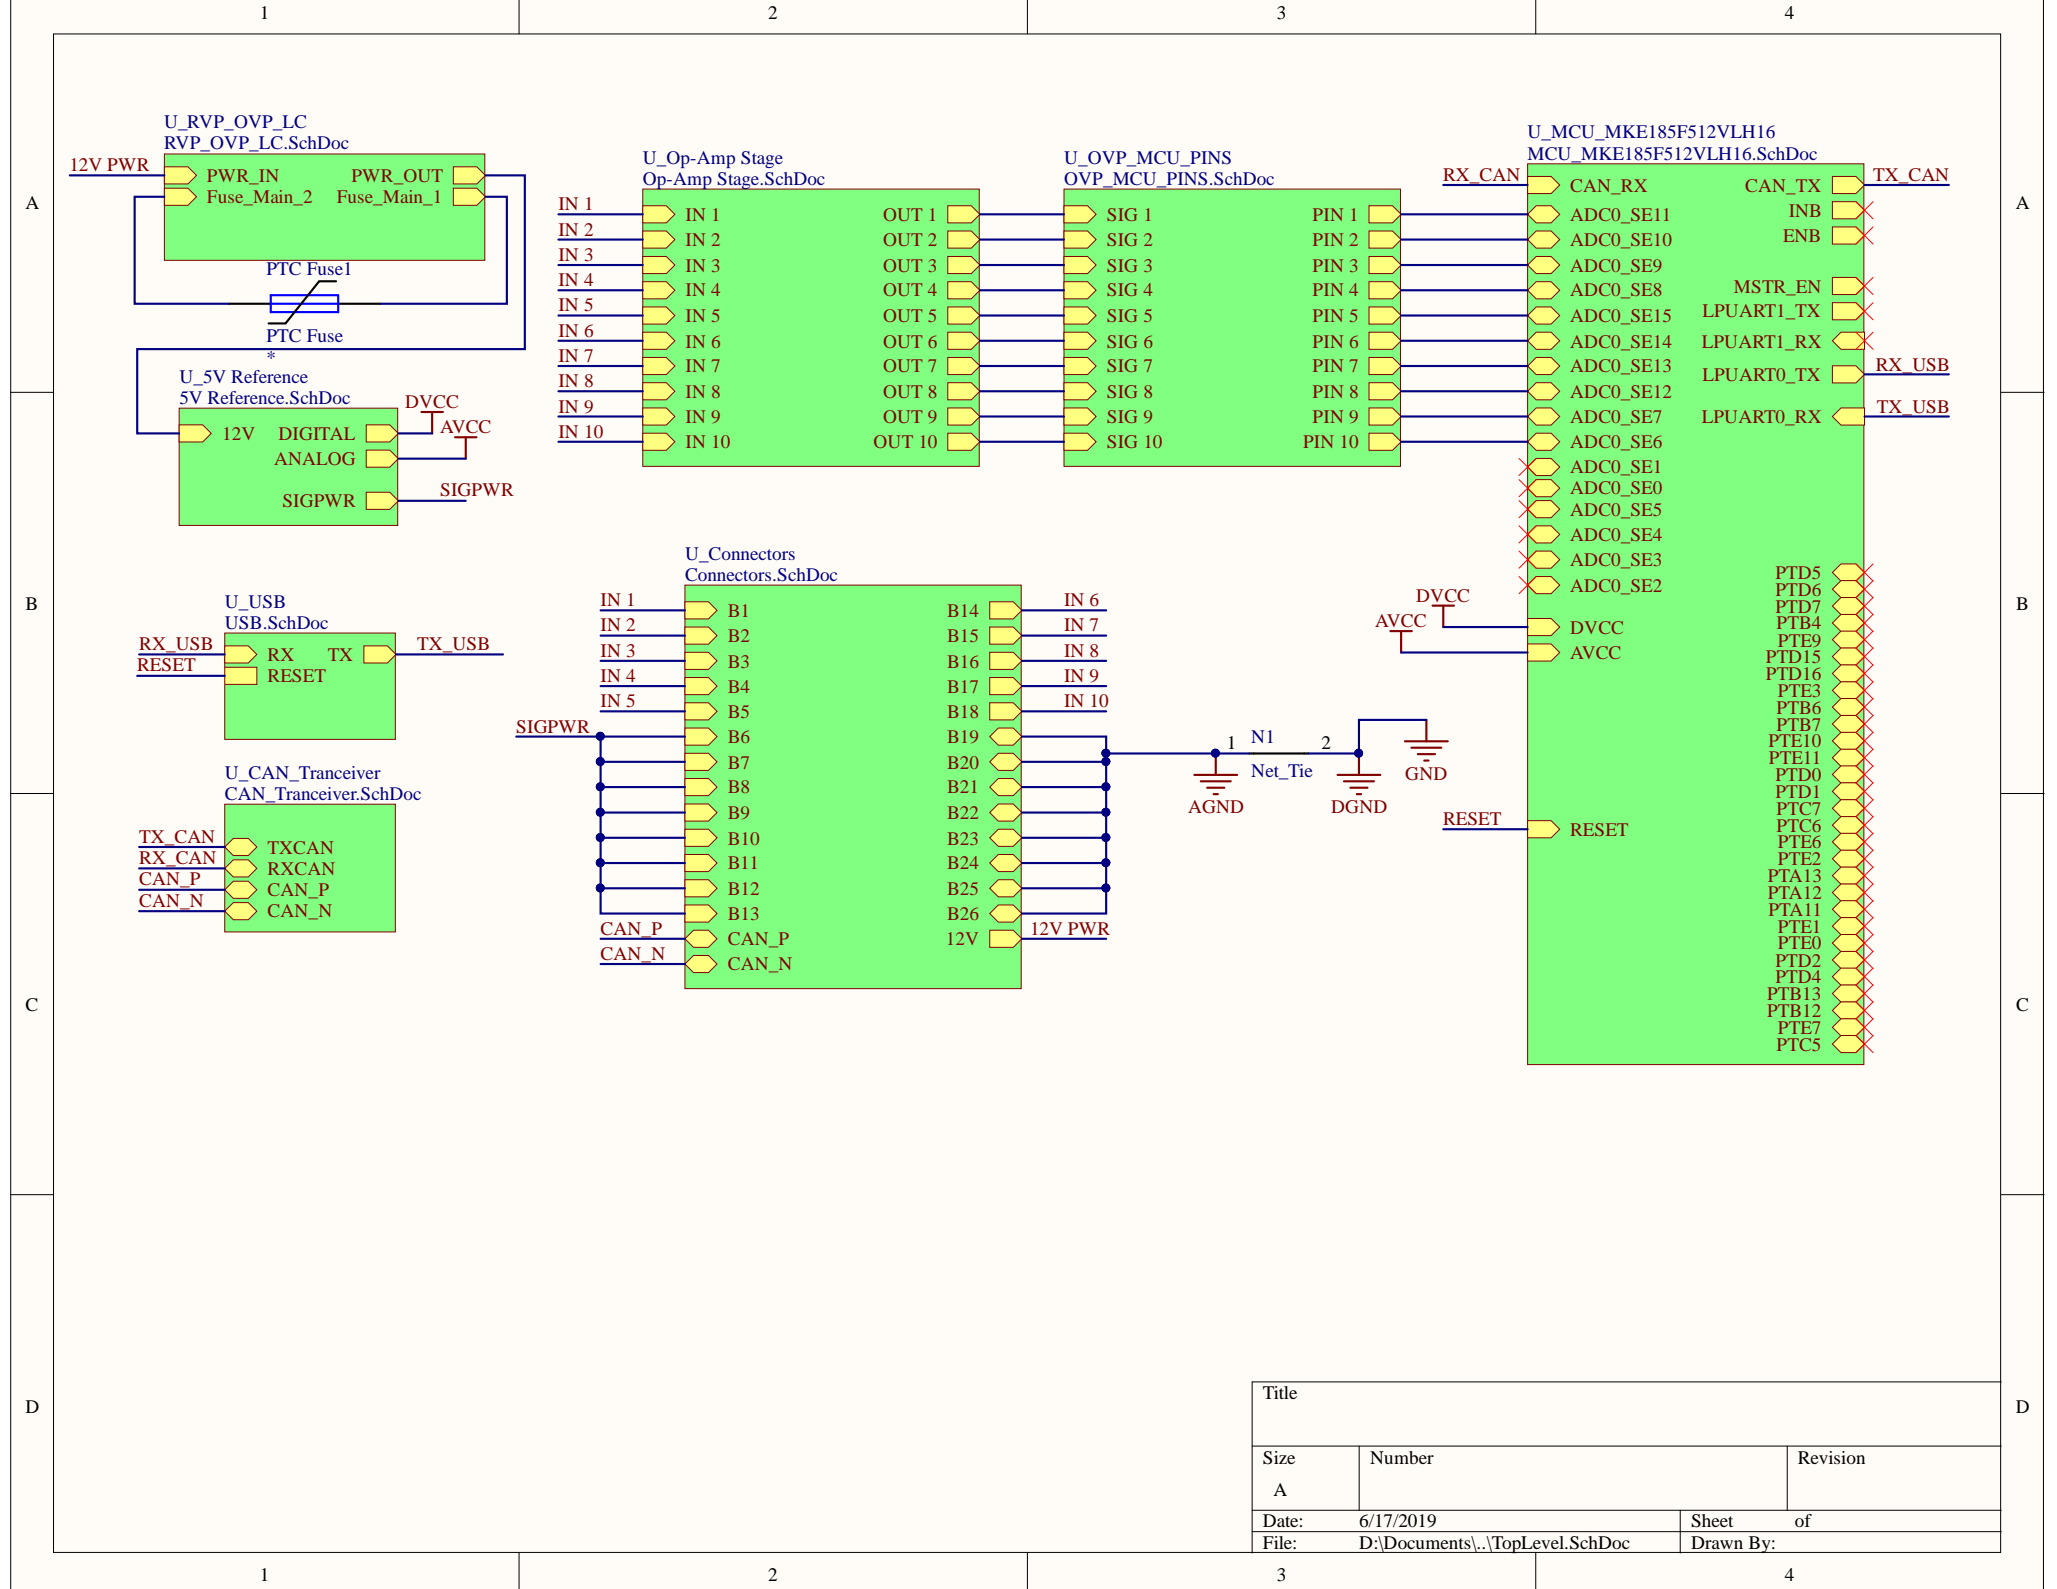 1
2
3
4
A
B
C
D
A
B
C
D
U_RVP_OVP_LC
RVP_OVP_LC.SchDoc
12V PWR
PWR_IN
PWR_OUT
Fuse_Main_2
Fuse_Main_1
PTC Fuse1
PTC Fuse
*
U_5V Reference
5V Reference.SchDoc
12V
DIGITAL
ANALOG
SIGPWR
DVCC
AVCC
SIGPWR
U_USB
USB.SchDoc
RX_USB
RESET
RX
TX
RESET
TX_USB
U_CAN_Tranceiver
CAN_Tranceiver.SchDoc
TX_CAN
RX_CAN
CAN_P
CAN_N
TXCAN
RXCAN
CAN_P
CAN_N
U_Op-Amp Stage
Op-Amp Stage.SchDoc
IN 1
IN 2
IN 3
IN 4
IN 5
IN 6
IN 7
IN 8
IN 9
IN 10
IN 1
IN 2
IN 3
IN 4
IN 5
IN 6
IN 7
IN 8
IN 9
IN 10
OUT 1
OUT 2
OUT 3
OUT 4
OUT 5
OUT 6
OUT 7
OUT 8
OUT 9
OUT 10
U_OVP_MCU_PINS
OVP_MCU_PINS.SchDoc
SIG 1
SIG 2
SIG 3
SIG 4
SIG 5
SIG 6
SIG 7
SIG 8
SIG 9
SIG 10
PIN 1
PIN 2
PIN 3
PIN 4
PIN 5
PIN 6
PIN 7
PIN 8
PIN 9
PIN 10
U_Connectors
Connectors.SchDoc
IN 1
IN 2
IN 3
IN 4
IN 5
SIGPWR
CAN_P
CAN_N
B1
B2
B3
B4
B5
B6
B7
B8
B9
B10
B11
B12
B13
CAN_P
CAN_N
B14
B15
B16
B17
B18
B19
B20
B21
B22
B23
B24
B25
B26
12V
IN 6
IN 7
IN 8
IN 9
IN 10
12V PWR
1
N1
2
Net_Tie
AGND
DGND
GND
U_MCU_MKE185F512VLH16
MCU_MKE185F512VLH16.SchDoc
RX_CAN
CAN_RX
ADC0_SE11
ADC0_SE10
ADC0_SE9
ADC0_SE8
ADC0_SE15
ADC0_SE14
ADC0_SE13
ADC0_SE12
ADC0_SE7
ADC0_SE6
ADC0_SE1
ADC0_SE0
ADC0_SE5
ADC0_SE4
ADC0_SE3
ADC0_SE2
DVCC
AVCC
DVCC
AVCC
RESET
RESET
CAN_TX
INB
ENB
MSTR_EN
LPUART1_TX
LPUART1_RX
LPUART0_TX
LPUART0_RX
TX_CAN
RX_USB
TX_USB
PTD5
PTD6
PTD7
PTB4
PTE9
PTD15
PTD16
PTE3
PTB6
PTB7
PTE10
PTE11
PTD0
PTD1
PTC7
PTC6
PTE6
PTE2
PTA13
PTA12
PTA11
PTE1
PTE0
PTD2
PTD4
PTB13
PTB12
PTE7
PTC5
Title
Size
Number
Revision
A
Date:
6/17/2019
Sheet of
File:
D:\Documents\..\TopLevel.SchDoc
Drawn By:
1
2
3
4